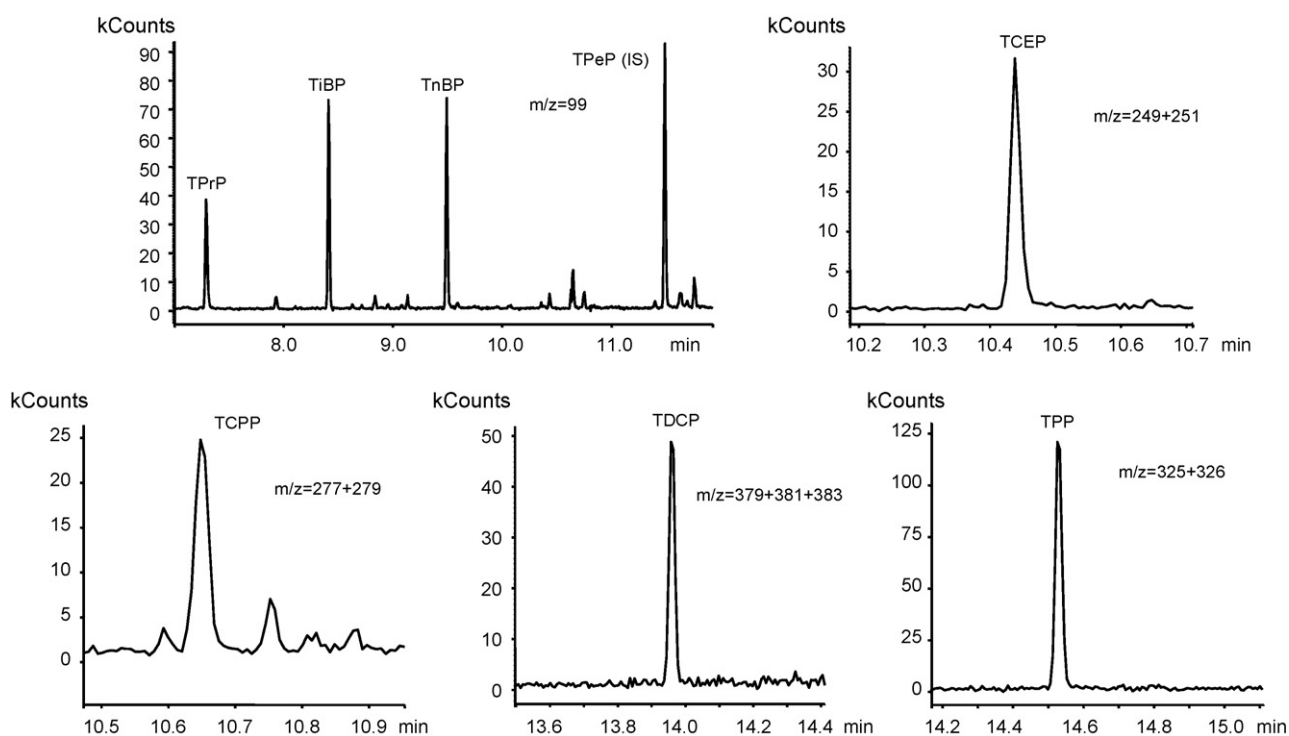 kCounts
90
80
70
60
50
40
30
20
10
0
TPrP
TiBP
TnBP
TPeP (IS)
m/z=99
8.0 9.0 10.0 11.0 min
kCounts
30
25
20
15
10
5
0
TCEP
m/z=249+251
10.2 10.3 10.4 10.5 10.6 10.7 min
kCounts
25
20
15
10
5
0
TCPP
m/z=277+279
10.5 10.6 10.7 10.8 10.9 min
kCounts
50
40
30
20
10
0
TDCP
m/z=379+381+383
13.6 13.8 14.0 14.2 14.4 min
kCounts
125
100
75
50
25
0
TPP
m/z=325+326
14.2 14.4 14.6 14.8 15.0 min